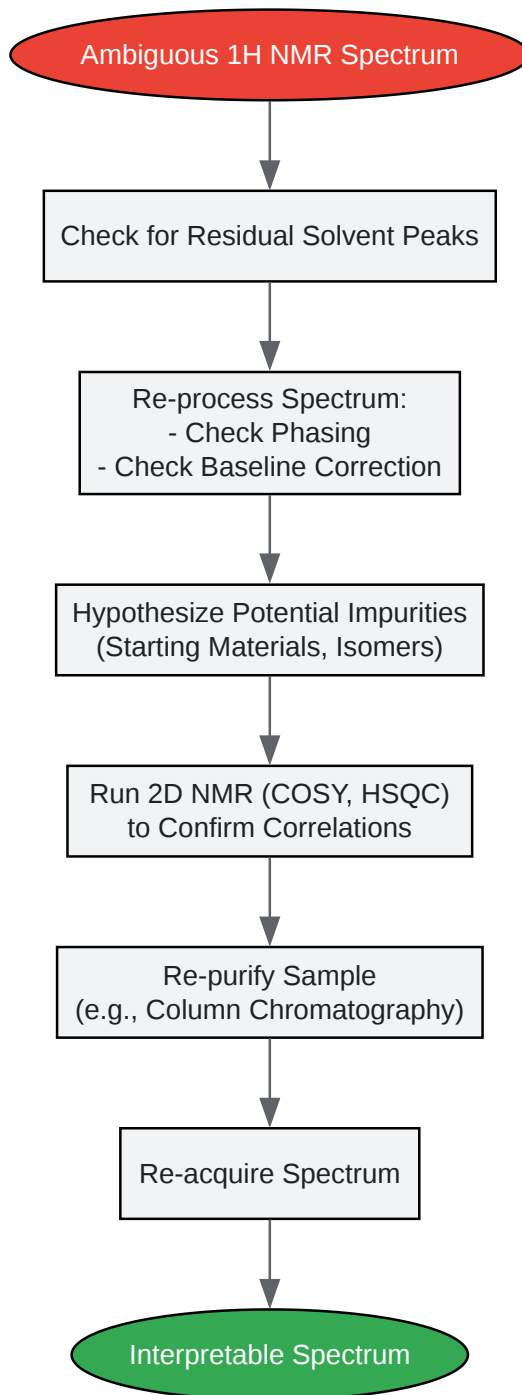 Ambiguous 1H NMR Spectrum
Check for Residual Solvent Peaks
Re-process Spectrum:
- Check Phasing
- Check Baseline Correction
Hypothesize Potential Impurities
(Starting Materials, Isomers)
Run 2D NMR (COSY, HSQC)
to Confirm Correlations
Re-purify Sample
(e.g., Column Chromatography)
Re-acquire Spectrum
Interpretable Spectrum